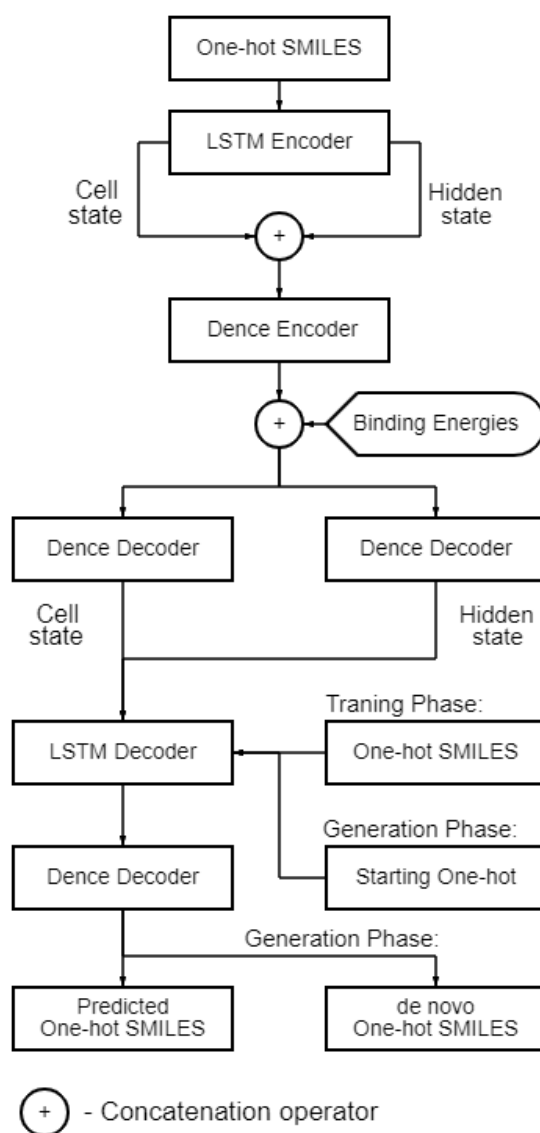 One-hot SMILES
LSTM Encoder
Cell
state
Hidden
state
+
Dence Encoder
+
Binding Energies
Dence Decoder
Dence Decoder
Cell
state
Hidden
state
Traning Phase:
LSTM Decoder
One-hot SMILES
Generation Phase:
Dence Decoder
Starting One-hot
Generation Phase:
Predicted
One-hot SMILES
de novo
One-hot SMILES
+ - Concatenation operator